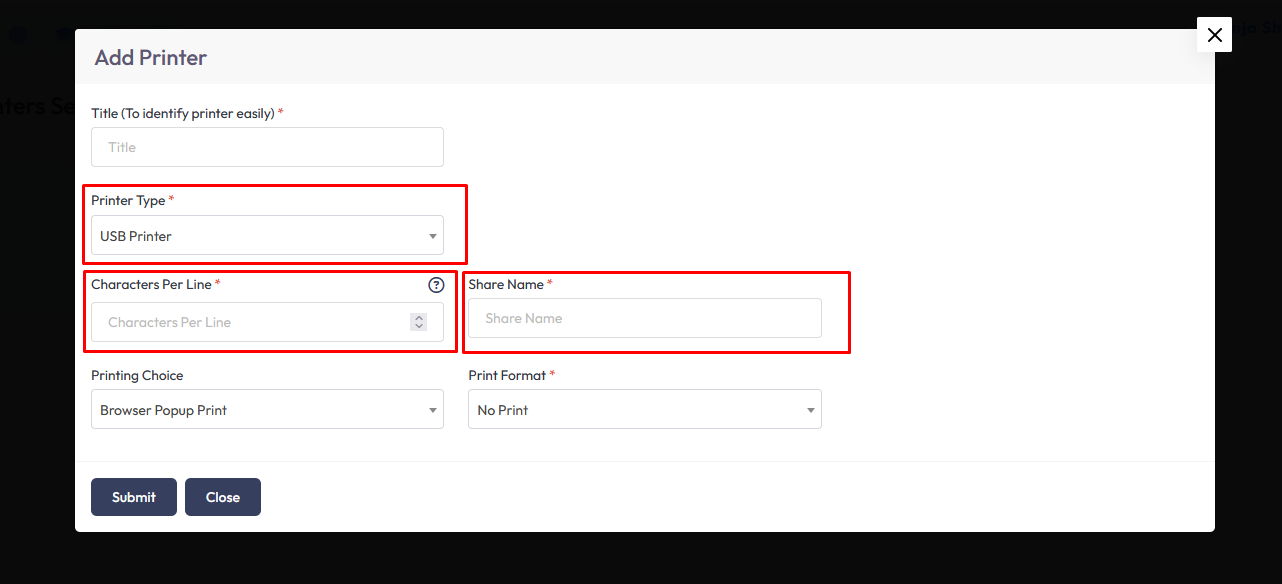 Add Printer
Title (To identify printer easily) *
Title
Printer Type *
USB Printer
Characters Per Line *
?
Share Name *
Characters Per Line
Share Name
Printing Choice
Print Format *
Browser Popup Print
No Print
Submit
Close